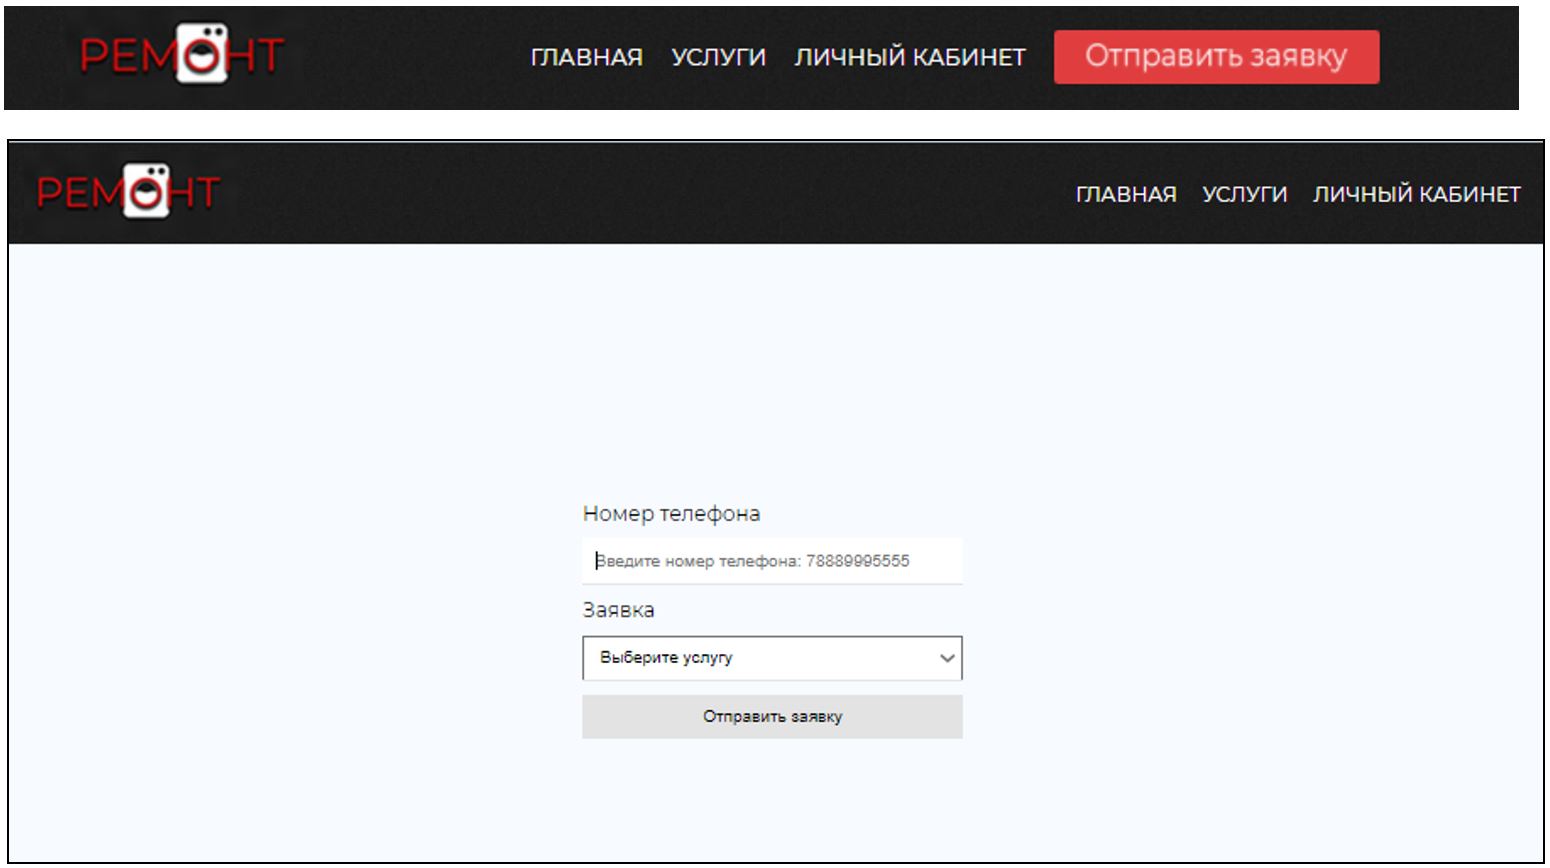 РЕМОНТ ГЛАВНАЯ УСЛУГИ ЛИЧНЫЙ КАБИНЕТ Отправить заявку
РЕМОНТ ГЛАВНАЯ УСЛУГИ ЛИЧНЫЙ КАБИНЕТ
Номер телефона
Введите номер телефона: 78889995555
Заявка
Выберите услугу
Отправить заявку